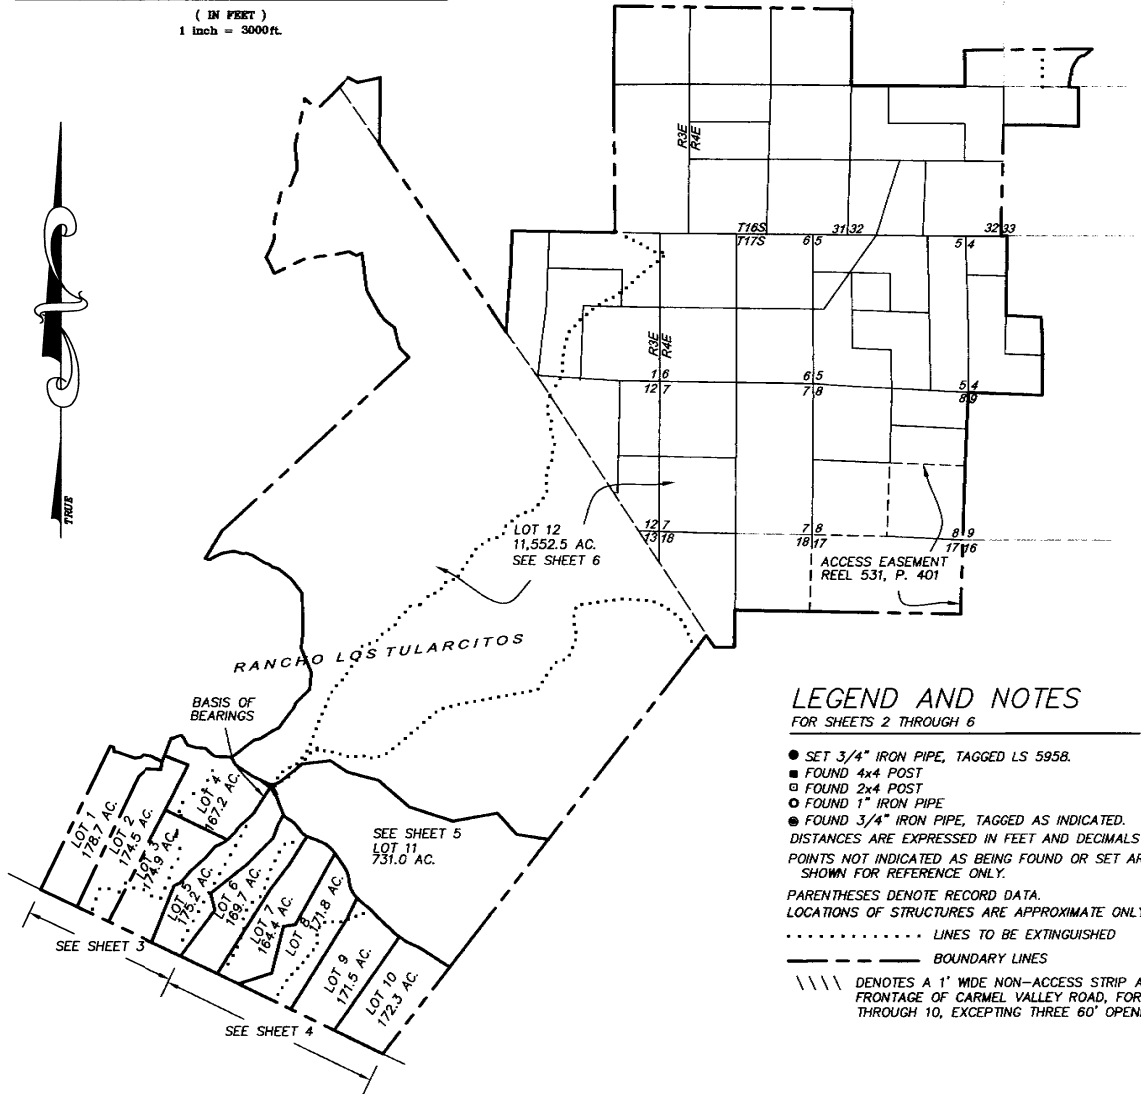 ( IN FEET )
1 inch = 3000 ft.
TRUE
R3E
R4E
T16S
T17S
6 5
31 32
32 33
5 4
R3E
R4E
1 6
12 7
6 5
7 8
5 4
8 9
12 7
13 18
7 8
18 17
8 9
17 16
LOT 12
11,552.5 AC.
SEE SHEET 6
ACCESS EASEMENT
REEL 531, P. 401
RANCHO LOS TULARCITOS
BASIS OF
BEARINGS
LOT 1
178.7 AC.
LOT 2
174.5 AC.
LOT 3
174.9 AC.
LOT 4
167.2 AC.
LOT 5
175.2 AC.
LOT 6
169.7 AC.
LOT 7
164.4 AC.
LOT 8
171.8 AC.
LOT 9
171.5 AC.
LOT 10
172.3 AC.
SEE SHEET 5
LOT 11
731.0 AC.
SEE SHEET 3
SEE SHEET 4
LEGEND AND NOTES
FOR SHEETS 2 THROUGH 6
SET 3/4" IRON PIPE, TAGGED LS 5958.
FOUND 4x4 POST
FOUND 2x4 POST
FOUND 1" IRON PIPE
FOUND 3/4" IRON PIPE, TAGGED AS INDICATED.
DISTANCES ARE EXPRESSED IN FEET AND DECIMALS
POINTS NOT INDICATED AS BEING FOUND OR SET AR
SHOWN FOR REFERENCE ONLY.
PARENTHESES DENOTE RECORD DATA.
LOCATIONS OF STRUCTURES ARE APPROXIMATE ONLY
LINES TO BE EXTINGUISHED
BOUNDARY LINES
DENOTES A 1' WIDE NON-ACCESS STRIP A
FRONTAGE OF CARMEL VALLEY ROAD, FOR
THROUGH 10, EXCEPTING THREE 60' OPEN